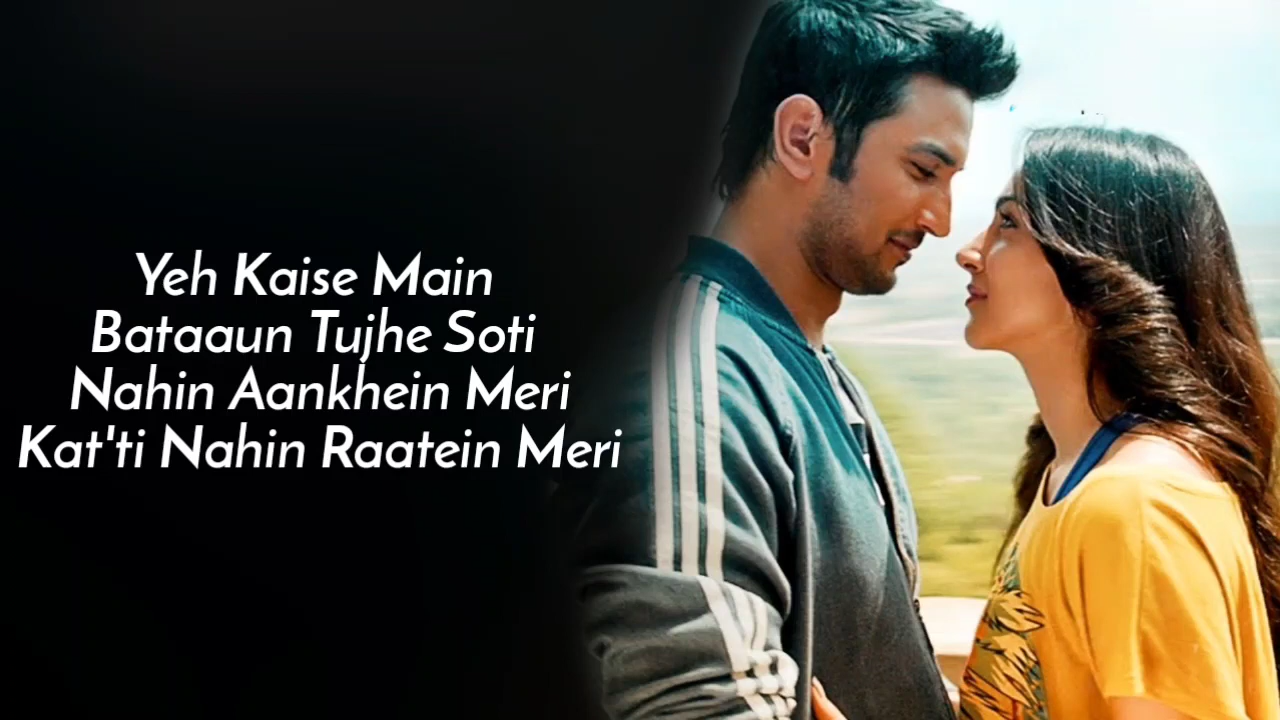 Yeh Kaise Main
Bataaun Tujhe Soti
Nahin Aankhein Meri
Kat'ti Nahin Raatein Meri